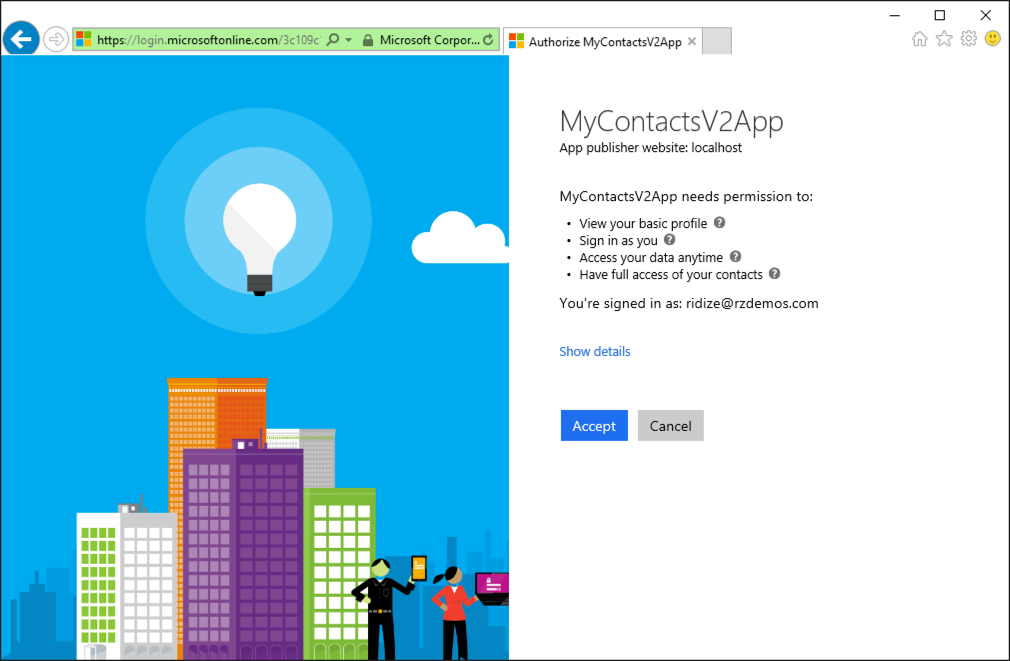 https://login.microsoftonline.com/3c109c
Microsoft Corpor...
Authorize MyContactsV2App
MyContactsV2App
App publisher website: localhost
MyContactsV2App needs permission to:
• View your basic profile ?
• Sign in as you ?
• Access your data anytime ?
• Have full access of your contacts ?
You're signed in as: ridize@rzdemos.com
Show details
Accept
Cancel